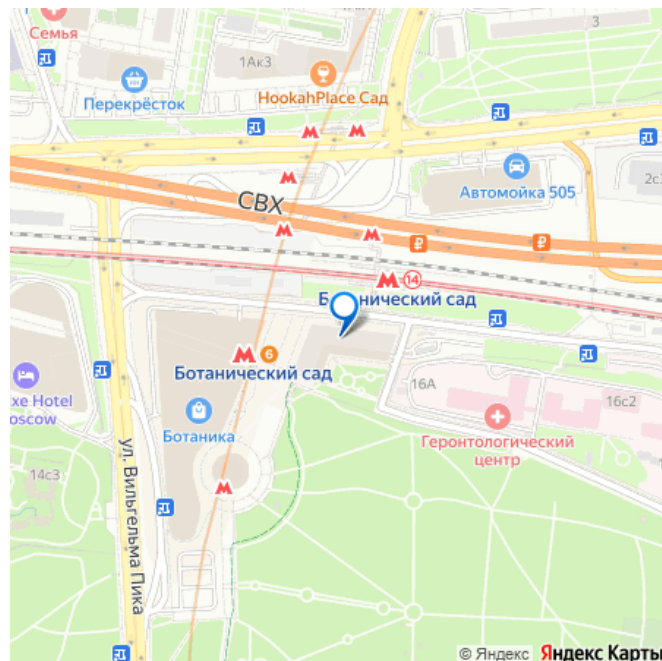 Семья
3
1Ак3
Перекрёсток
HookahPlace Сад
Автомойка 505
СВХ
14
Ботанический сад
6
Ботанический сад
16А
16с2
xe Hotel
oscow
Ботаника
Геронтологический
центр
14с3
ул. Вильгельма Пика
© Яндекс Яндекс Карты